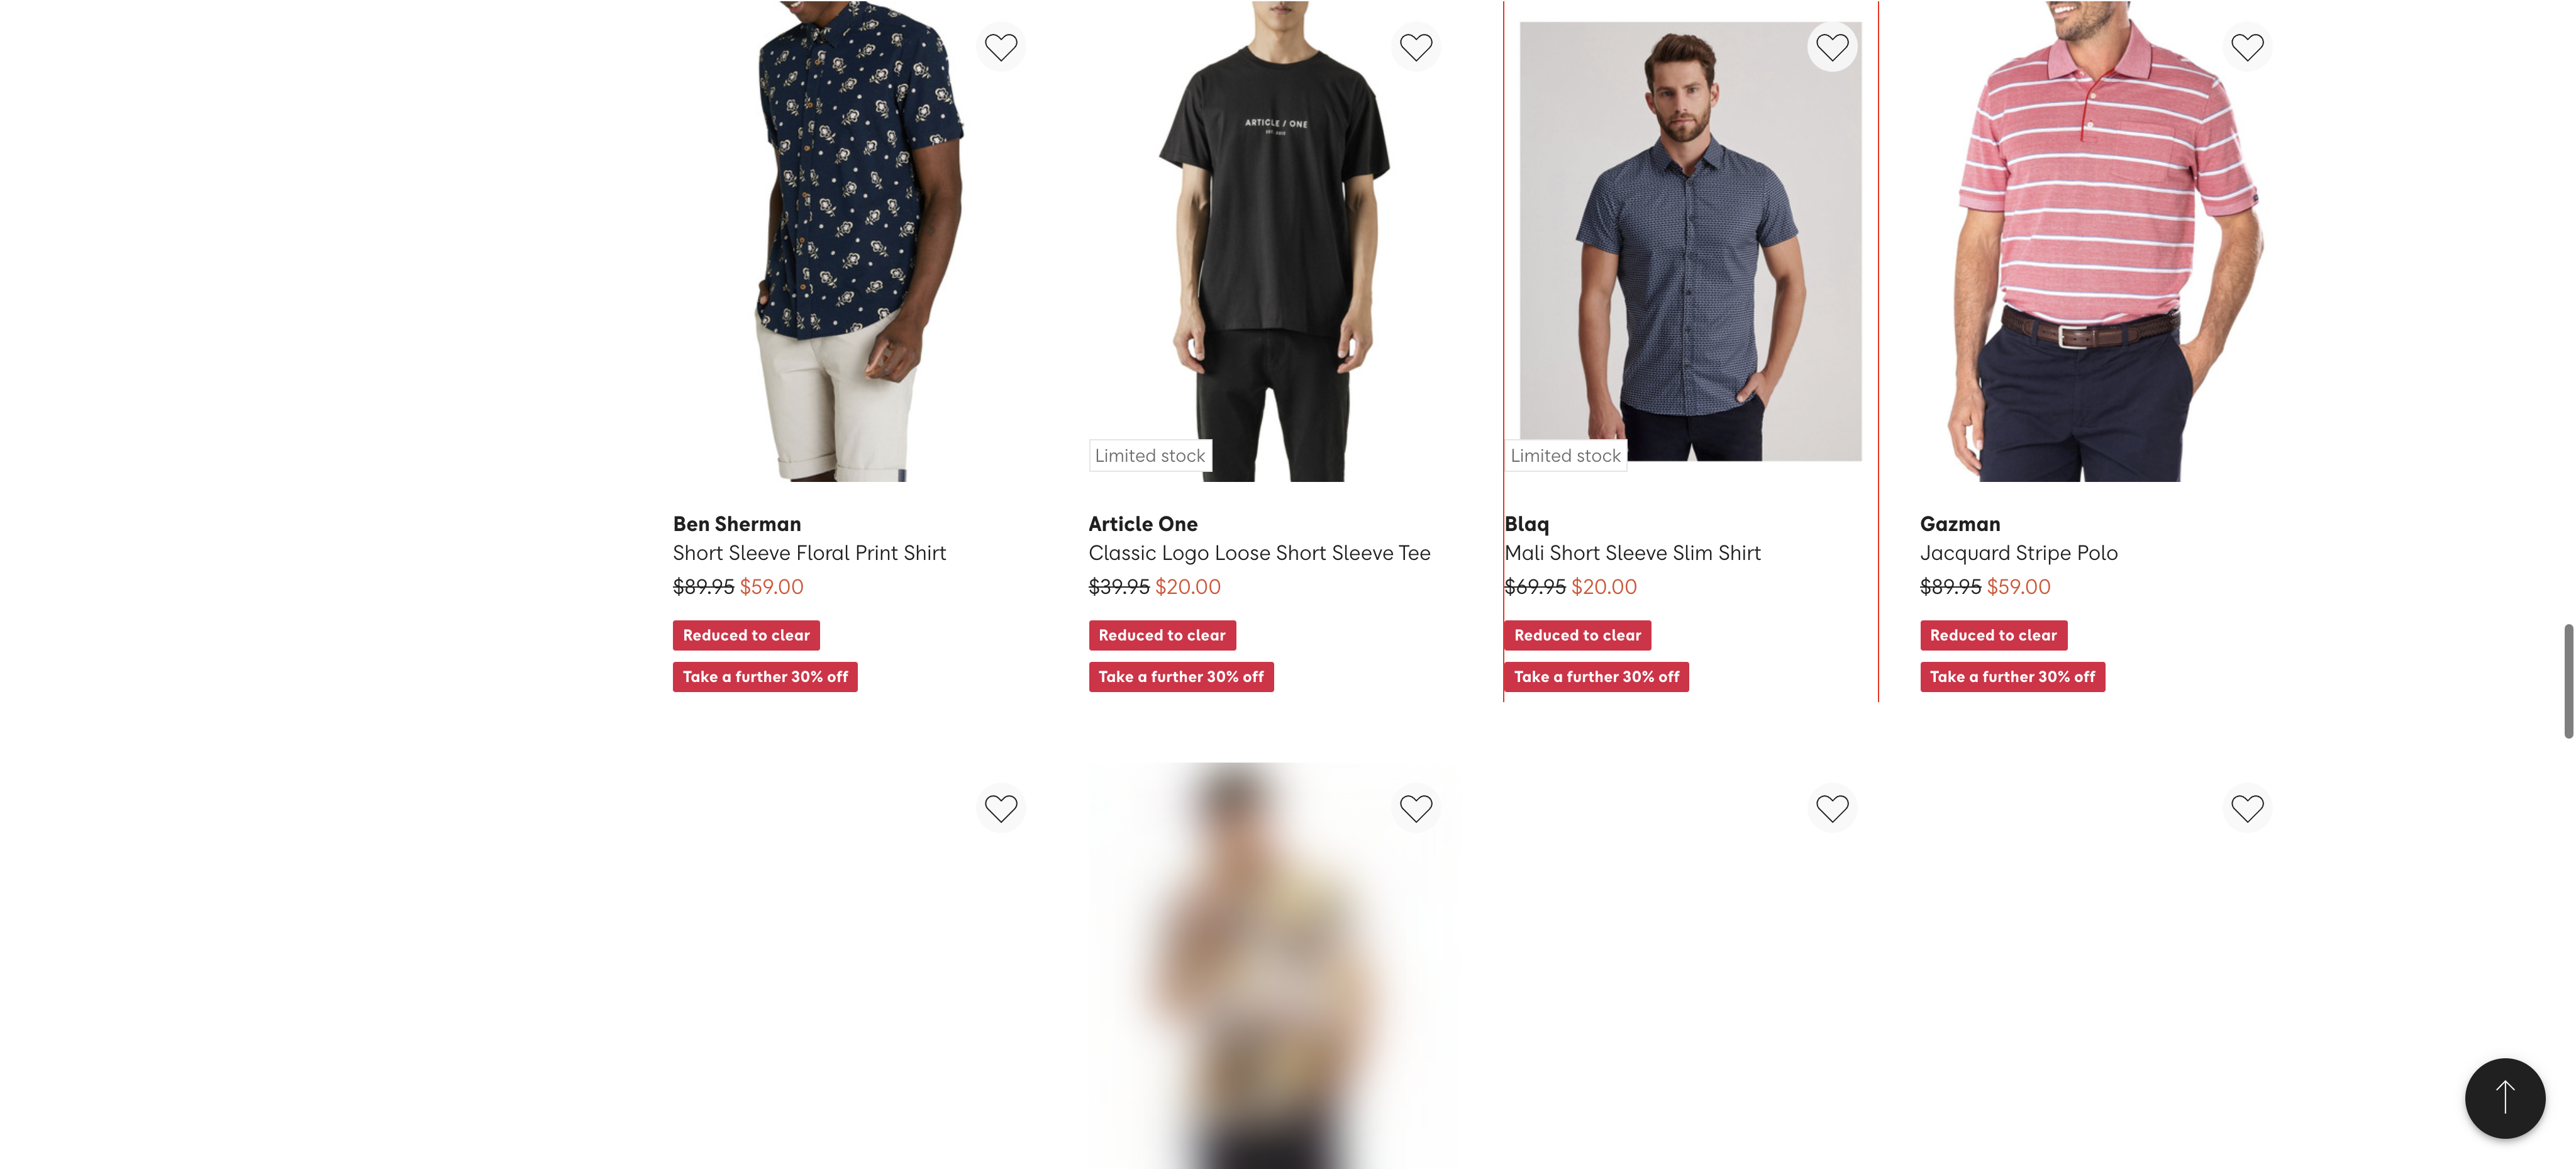 ARTICLE / ONE
Limited stock
Limited stock
Ben Sherman
Short Sleeve Floral Print Shirt
$89.95 $59.00
Reduced to clear
Take a further 30% off
Article One
Classic Logo Loose Short Sleeve Tee
$39.95 $20.00
Reduced to clear
Take a further 30% off
Blaq
Mali Short Sleeve Slim Shirt
$69.95 $20.00
Reduced to clear
Take a further 30% off
Gazman
Jacquard Stripe Polo
$89.95 $59.00
Reduced to clear
Take a further 30% off